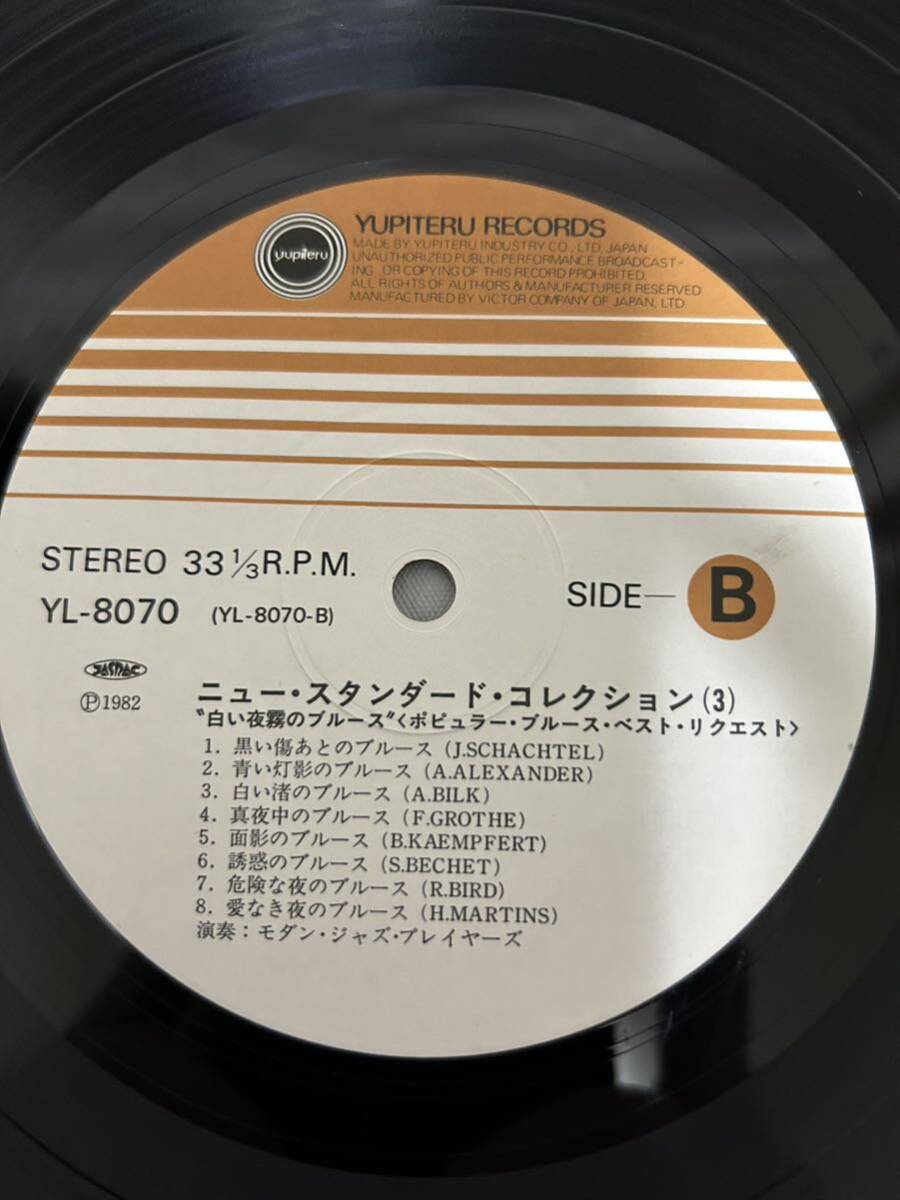 yupiteru
YUPITERU RECORDS
MADE BY YUPITERU INDUSTRY CO., LTD. JAPAN
UNAUTHORIZED PUBLIC PERFORMANCE BROADCAST-
ING OR COPYING OF THIS RECORD PROHIBITED.
ALL RIGHTS OF AUTHORS & MANUFACTURER RESERVED
MANUFACTURED BY VICTOR COMPANY OF JAPAN, LTD.
STEREO 33 1/3 R.P.M.
YL-8070 (YL-8070-B)
SIDE— B
JASRAC
Ⓟ1982
ニュー・スタンダード・コレクション(3)
〝白い夜霧のブルース〟〈ポピュラー・ブルース・ベスト・リクエスト〉
1. 黒い傷あとのブルース (J.SCHACHTEL)
2. 青い灯影のブルース (A.ALEXANDER)
3. 白い渚のブルース (A.BILK)
4. 真夜中のブルース (F.GROTHE)
5. 面影のブルース (B.KAEMPFERT)
6. 誘惑のブルース (S.BECHET)
7. 危険な夜のブルース (R.BIRD)
8. 愛なき夜のブルース (H.MARTINS)
演奏：モダン・ジャズ・プレイヤーズ